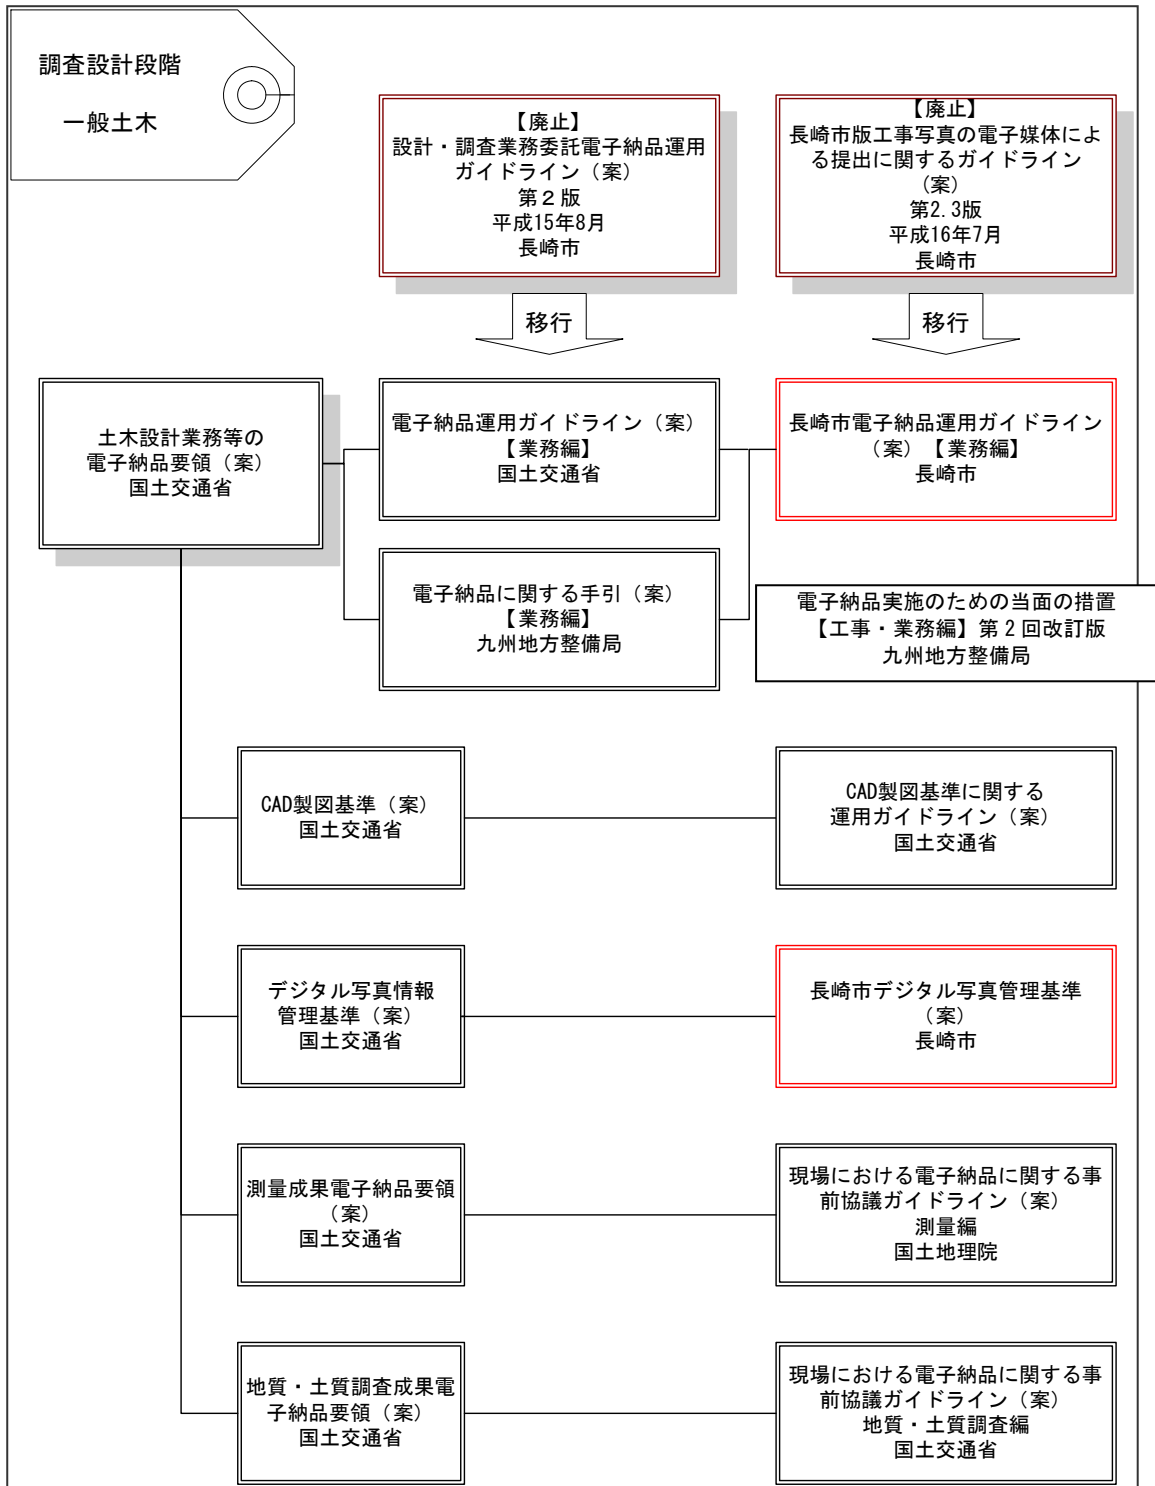 調査設計段階
一般土木
【廃止】
設計・調査業務委託電子納品運用
ガイドライン（案）
第２版
平成15年8月
長崎市
【廃止】
長崎市版工事写真の電子媒体によ
る提出に関するガイドライン
（案）
第2.3版
平成16年7月
長崎市
移行
移行
土木設計業務等の
電子納品要領（案）
国土交通省
電子納品運用ガイドライン（案）
【業務編】
国土交通省
長崎市電子納品運用ガイドライン
（案）【業務編】
長崎市
電子納品に関する手引（案）
【業務編】
九州地方整備局
電子納品実施のための当面の措置
【工事・業務編】第２回改訂版
九州地方整備局
CAD製図基準（案）
国土交通省
CAD製図基準に関する
運用ガイドライン（案）
国土交通省
デジタル写真情報
管理基準（案）
国土交通省
長崎市デジタル写真管理基準
（案）
長崎市
測量成果電子納品要領
（案）
国土交通省
現場における電子納品に関する事
前協議ガイドライン（案）
測量編
国土地理院
地質・土質調査成果電
子納品要領（案）
国土交通省
現場における電子納品に関する事
前協議ガイドライン（案）
地質・土質調査編
国土交通省